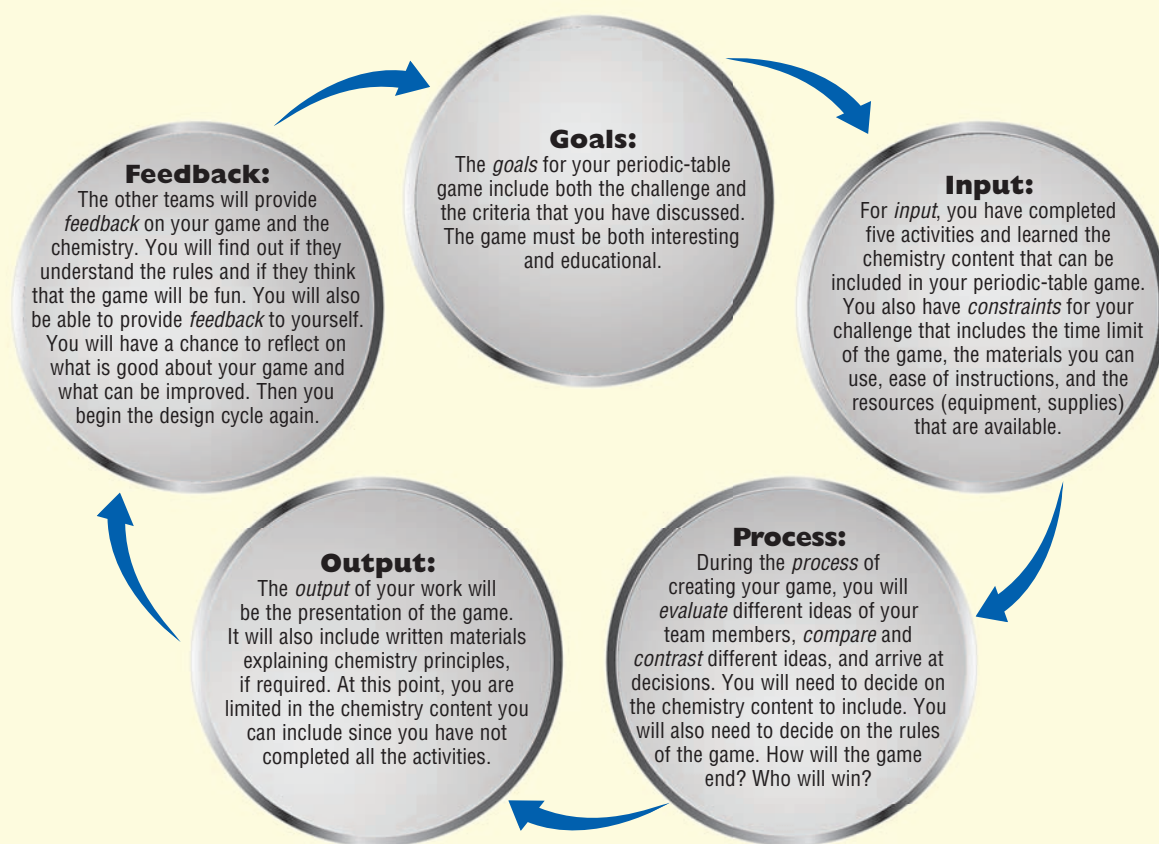 Goals:
The goals for your periodic-table
game include both the challenge and
the criteria that you have discussed.
The game must be both interesting
and educational.
Input:
For input, you have completed
five activities and learned the
chemistry content that can be
included in your periodic-table game.
You also have constraints for your
challenge that includes the time limit
of the game, the materials you can
use, ease of instructions, and the
resources (equipment, supplies)
that are available.
Process:
During the process of
creating your game, you will
evaluate different ideas of your
team members, compare and
contrast different ideas, and arrive at
decisions. You will need to decide on
the chemistry content to include. You
will also need to decide on the rules
of the game. How will the game
end? Who will win?
Output:
The output of your work will
be the presentation of the game.
It will also include written materials
explaining chemistry principles,
if required. At this point, you are
limited in the chemistry content you
can include since you have not
completed all the activities.
Feedback:
The other teams will provide
feedback on your game and the
chemistry. You will find out if they
understand the rules and if they think
that the game will be fun. You will also
be able to provide feedback to yourself.
You will have a chance to reflect on
what is good about your game and
what can be improved. Then you
begin the design cycle again.